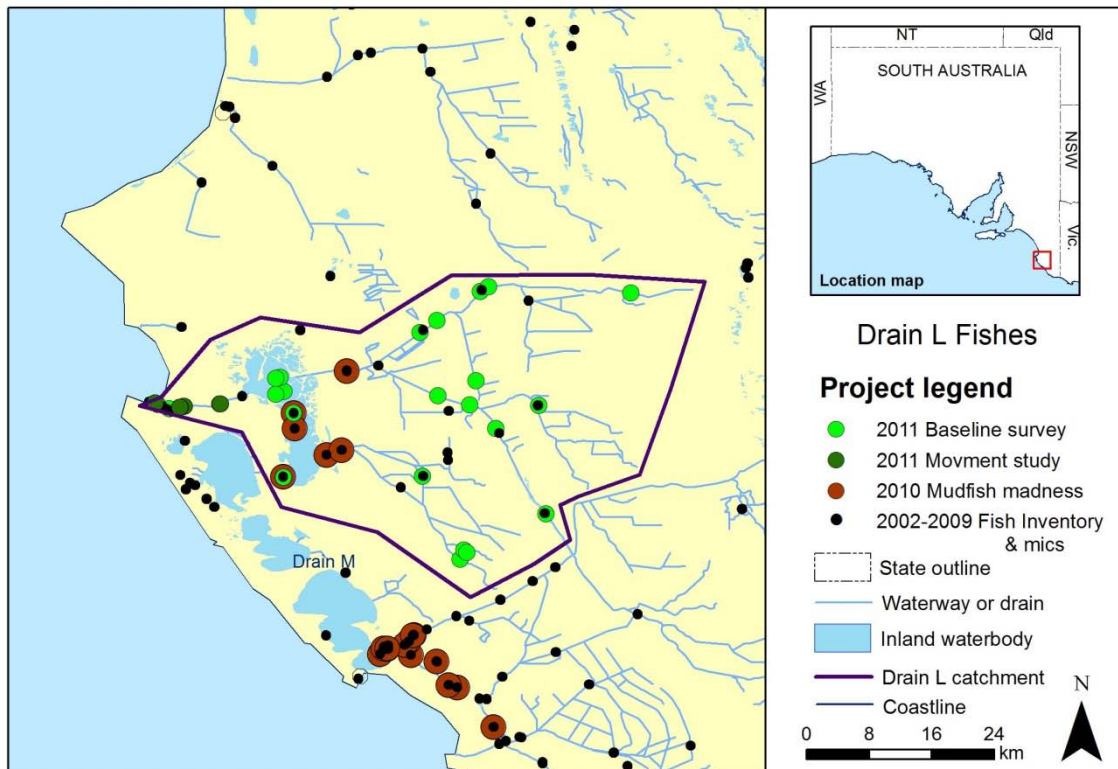 NT
Qld
SOUTH AUSTRALIA
WA
NSW
Vic.
Location map
Drain L Fishes
Project legend
2011 Baseline survey
2011 Movment study
2010 Mudfish madness
2002-2009 Fish Inventory
& mics
State outline
Waterway or drain
Inland waterbody
Drain L catchment
Coastline
N
0 8 16 24
km
Drain M